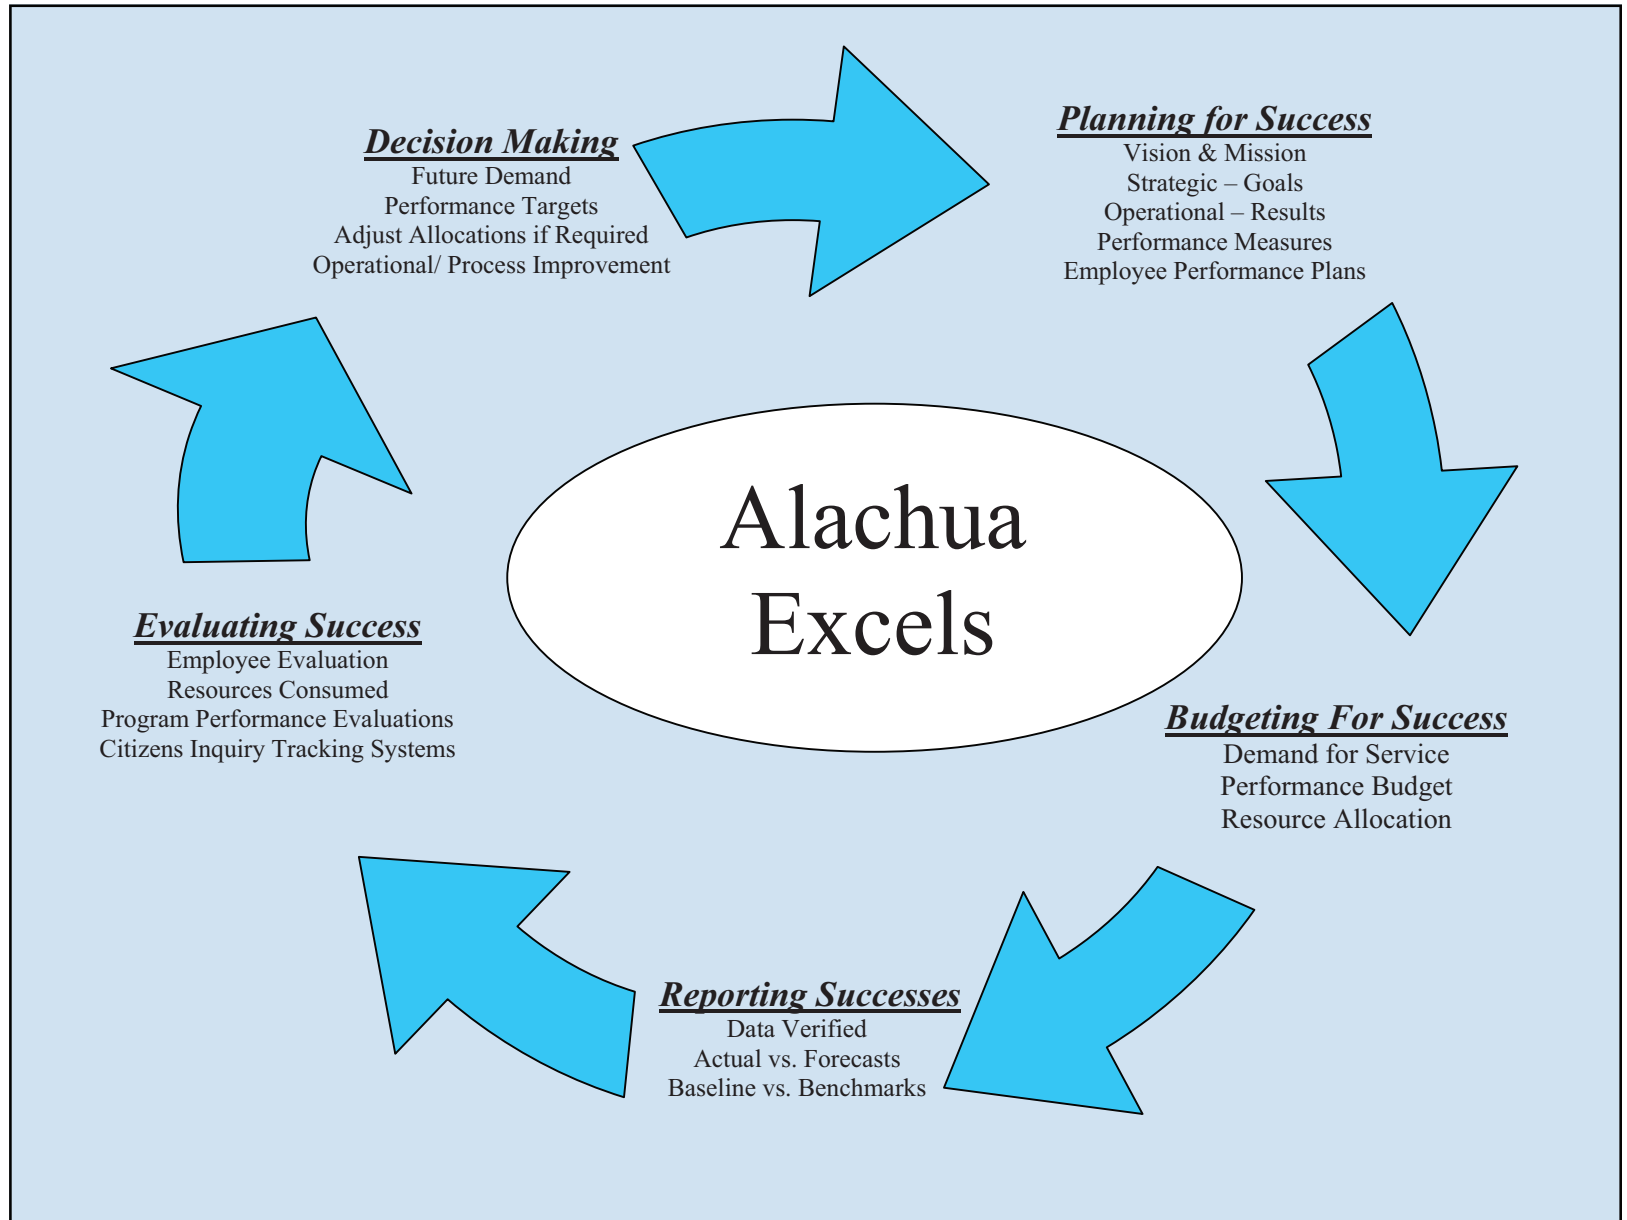 Decision Making
Future Demand
Performance Targets
Adjust Allocations if Required
Operational/ Process Improvement
Planning for Success
Vision & Mission
Strategic – Goals
Operational – Results
Performance Measures
Employee Performance Plans
Alachua
Excels
Evaluating Success
Employee Evaluation
Resources Consumed
Program Performance Evaluations
Citizens Inquiry Tracking Systems
Budgeting For Success
Demand for Service
Performance Budget
Resource Allocation
Reporting Successes
Data Verified
Actual vs. Forecasts
Baseline vs. Benchmarks